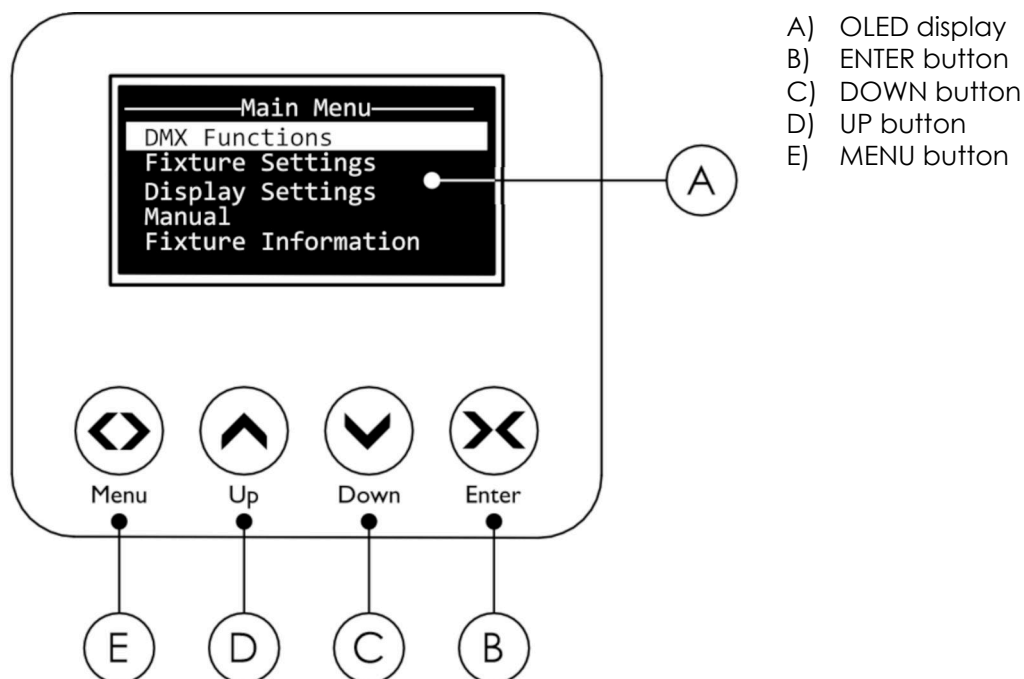 A) OLED display
B) ENTER button
C) DOWN button
D) UP button
E) MENU button
Main Menu
DMX Functions
Fixture Settings
Display Settings
Manual
Fixture Information
A
Menu Up Down Enter
E D C B